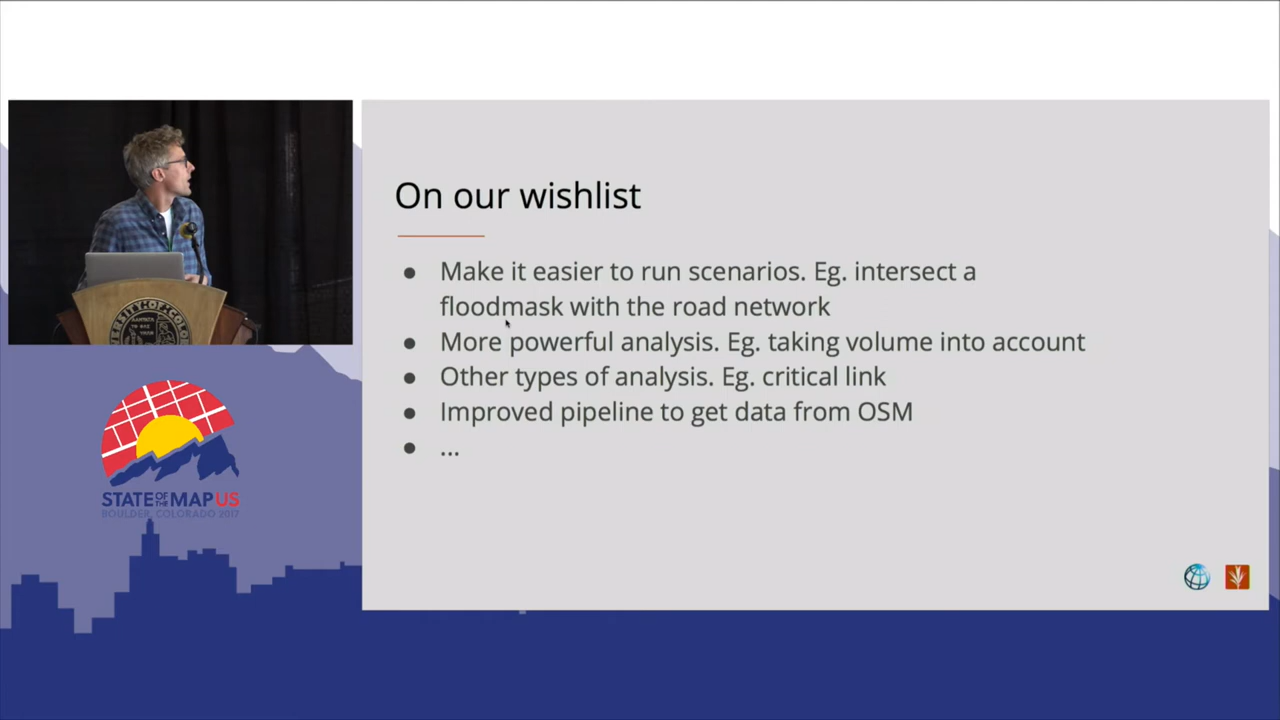 On our wishlist
● Make it easier to run scenarios. Eg. intersect a
floodmask with the road network
● More powerful analysis. Eg. taking volume into account
● Other types of analysis. Eg. critical link
● Improved pipeline to get data from OSM
● ...
STATE OF THE MAP US
BOULDER, COLORADO 2017